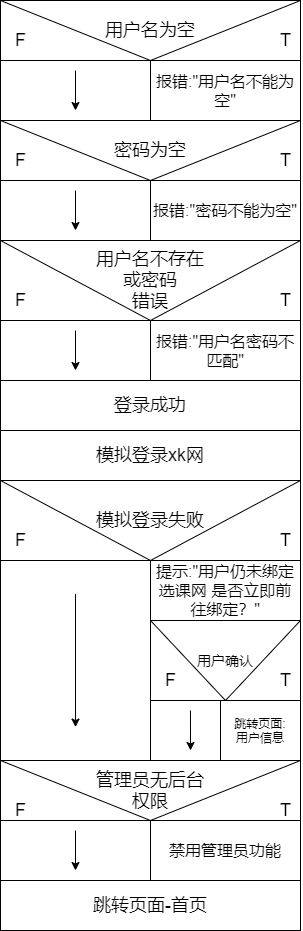 用户名为空
F
T
报错:"用户名不能为
空"
密码为空
F
T
报错:"密码不能为空"
用户名不存在
或密码
错误
F
T
报错:"用户名密码不
匹配"
登录成功
模拟登录xk网
模拟登录失败
F
T
提示:"用户仍未绑定
选课网 是否立即前
往绑定？"
用户确认
F
T
跳转页面:
用户信息
管理员无后台
权限
F
T
禁用管理员功能
跳转页面-首页